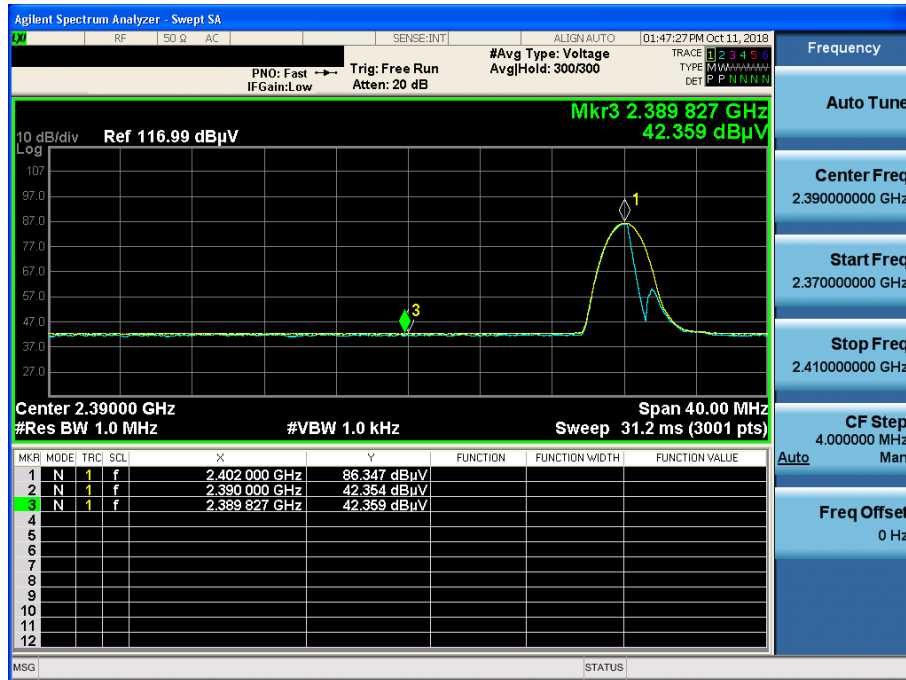 Agilent Spectrum Analyzer - Swept SA
LXI RF 50 Ω AC SENSE:INT ALIGN AUTO 01:47:27 PM Oct 11, 2018
PNO: Fast Trig: Free Run #Avg Type: Voltage TRACE 1 2 3 4 5 6
IFGain:Low Atten: 20 dB Avg|Hold: 300/300 TYPE MWWWWW
DET P P N N N N
Mkr3 2.389 827 GHz
42.359 dBµV
10 dB/div Ref 116.99 dBµV
Log
107
97.0
87.0
77.0
67.0
57.0
47.0
37.0
27.0
1
3
Center 2.39000 GHz Span 40.00 MHz
#Res BW 1.0 MHz #VBW 1.0 kHz Sweep 31.2 ms (3001 pts)
MKR MODE TRC SCL X Y FUNCTION FUNCTION WIDTH FUNCTION VALUE
1 N 1 f 2.402 000 GHz 86.347 dBµV
2 N 1 f 2.390 000 GHz 42.354 dBµV
3 N 1 f 2.389 827 GHz 42.359 dBµV
4
5
6
7
8
9
10
11
12
MSG STATUS
Frequency
Auto Tune
Center Freq
2.390000000 GHz
Start Freq
2.370000000 GHz
Stop Freq
2.410000000 GHz
CF Step
4.000000 MHz
Auto Man
Freq Offset
0 Hz